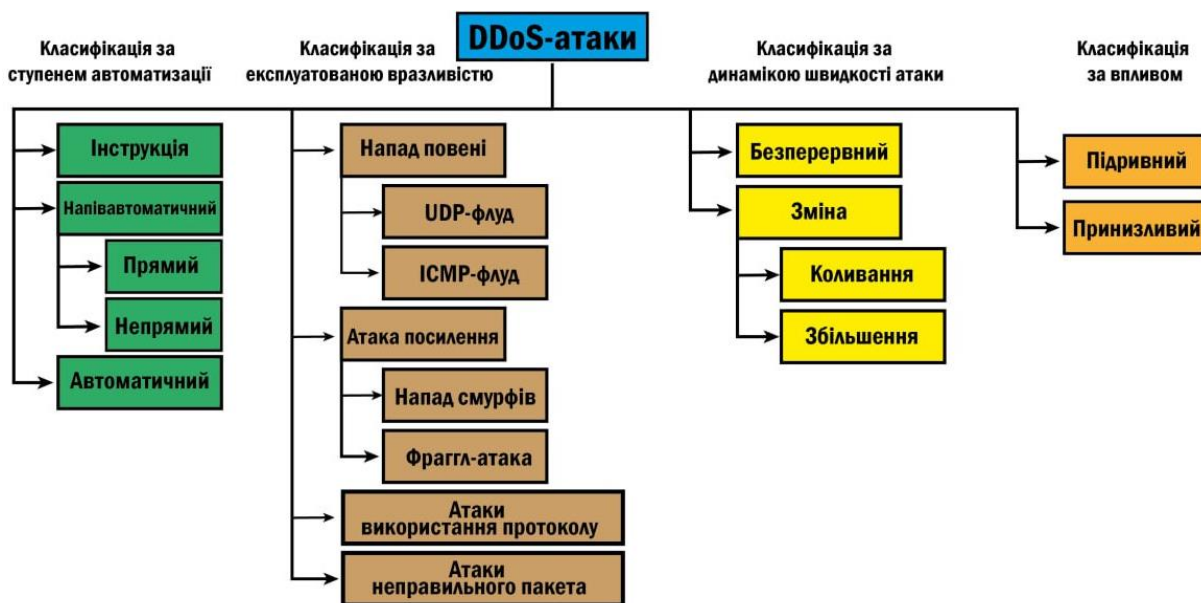 DDoS-атаки
Класифікація за
ступенем автоматизації
Інструкція
Напівавтоматичний
Прямий
Непрямий
Автоматичний
Класифікація за
експлуатованою вразливістю
Напад повені
UDP-флуд
ICMP-флуд
Атака посилення
Напад смурфів
Фраггл-атака
Атаки
використання протоколу
Атаки
неправильного пакета
Класифікація за
динамікою швидкості атаки
Безперервний
Зміна
Коливання
Збільшення
Класифікація
за впливом
Підривний
Принизливий